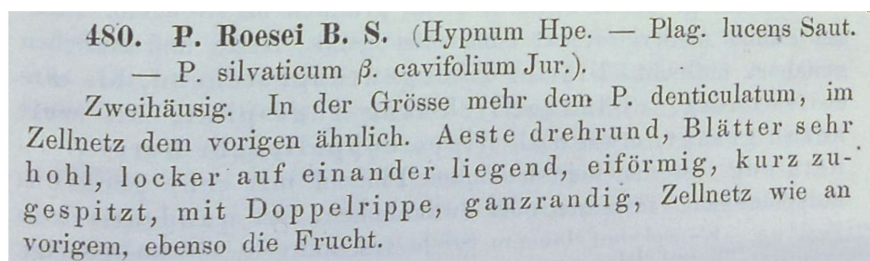 480. P. Roesei B. S. (Hypnum Hpe. — Plag. lucens Saut.
— P. silvaticum β. cavifolium Jur.).
Zweihäusig. In der Grösse mehr dem P. denticulatum, im
Zellnetz dem vorigen ähnlich. Aeste drehrund, Blätter sehr
hohl, locker auf einander liegend, eiförmig, kurz zu-
gespitzt, mit Doppelrippe, ganzrandig, Zellnetz wie an
vorigem, ebenso die Frucht.